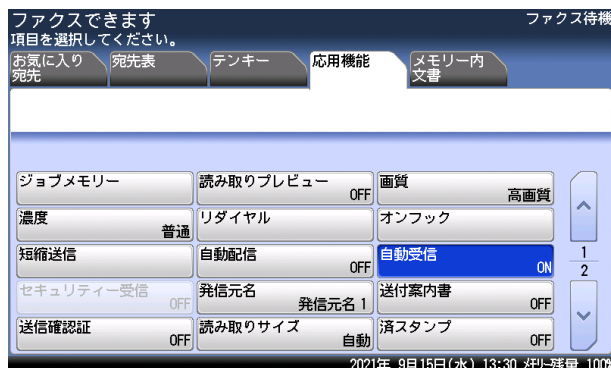 ファクスできます
ファクス待機
項目を選択してください。
お気に入り
宛先
宛先表
テンキー
応用機能
メモリー内
文書
ジョブメモリー
読み取りプレビュー
OFF
画質
高画質
濃度
普通
リダイヤル
オンフック
短縮送信
自動配信
OFF
自動受信
ON
1
2
セキュリティー受信
OFF
発信元名
発信元名 1
送付案内書
OFF
送信確認証
OFF
読み取りサイズ
自動
済スタンプ
OFF
2021年 9月15日(水) 13:30 メモリー残量 100%